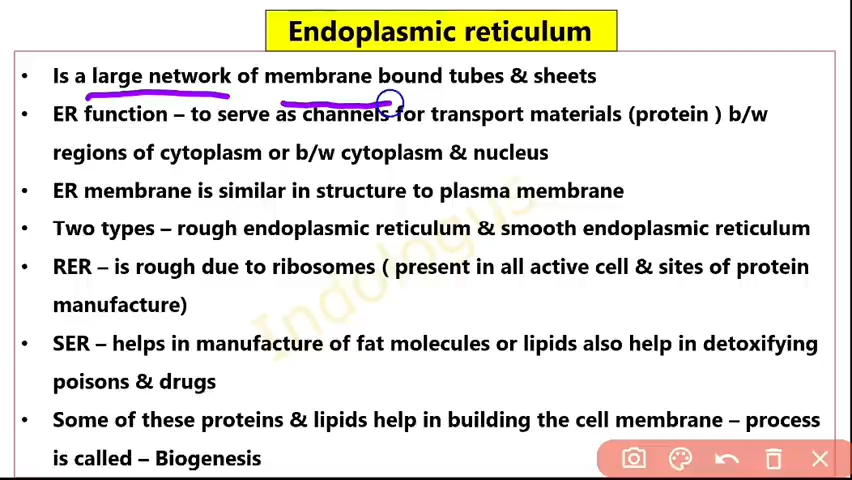 Endoplasmic reticulum
• Is a large network of membrane bound tubes & sheets
• ER function – to serve as channels for transport materials (protein ) b/w
regions of cytoplasm or b/w cytoplasm & nucleus
• ER membrane is similar in structure to plasma membrane
• Two types – rough endoplasmic reticulum & smooth endoplasmic reticulum
• RER – is rough due to ribosomes ( present in all active cell & sites of protein
manufacture)
• SER – helps in manufacture of fat molecules or lipids also help in detoxifying
poisons & drugs
• Some of these proteins & lipids help in building the cell membrane – process
is called – Biogenesis
Indologus